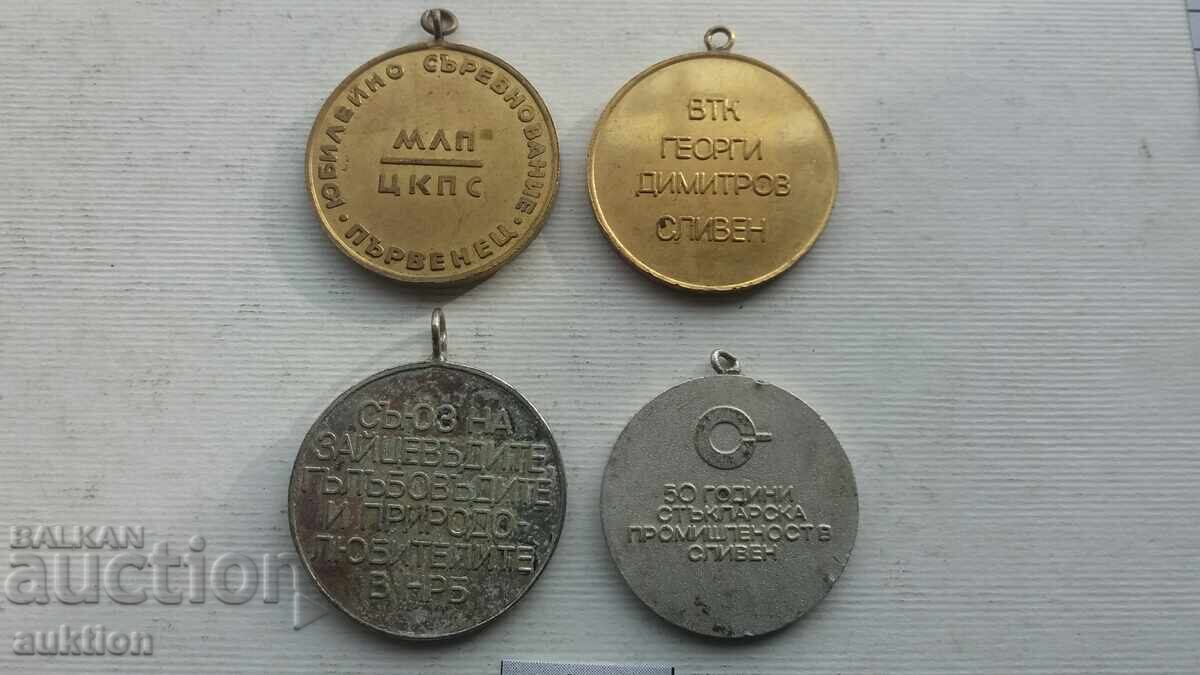 ЮБИЛЕЙНО СЪРЕВНОВАНИЕ
МЛП
ЦКПС
· ПЪРВЕНЕЦ ·
ВТК
ГЕОРГИ
ДИМИТРОВ
СЛИВЕН
СЪЮЗ НА
ЗАЙЦЕВЪДИТЕ
ГЪЛЪБОВЪДИТЕ
И ПРИРОДО-
ЛЮБИТЕЛИТЕ
В НРБ
50 ГОДИНИ
СТЪКЛАРСКА
ПРОМИШЛЕНОСТ В
СЛИВЕН
BALKAN
auction
auktion